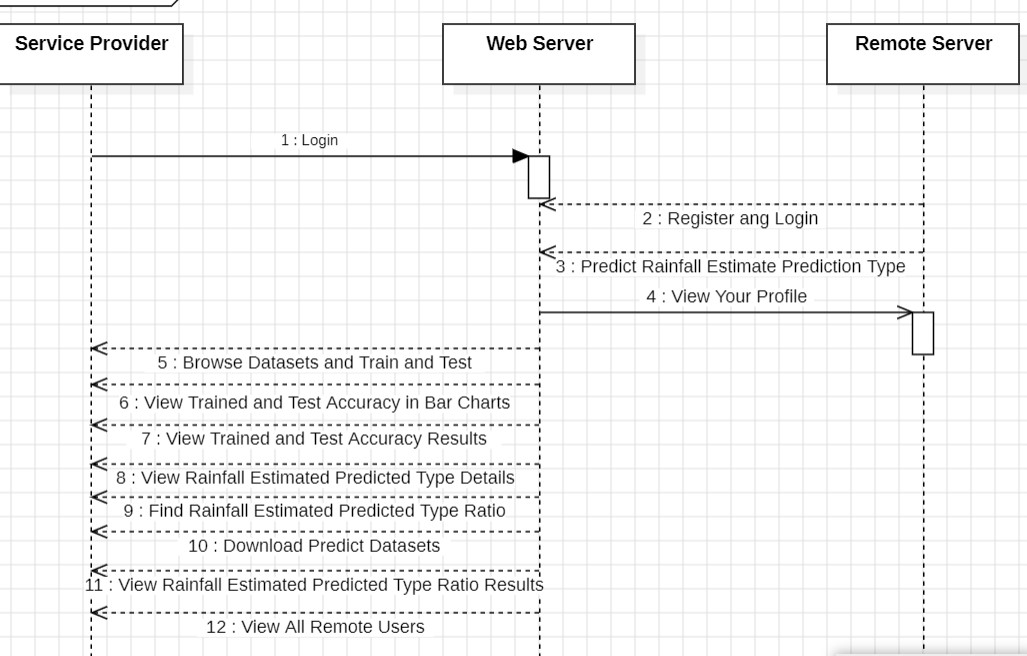 Service Provider
Web Server
Remote Server
1 : Login
2 : Register ang Login
3 : Predict Rainfall Estimate Prediction Type
4 : View Your Profile
5 : Browse Datasets and Train and Test
6 : View Trained and Test Accuracy in Bar Charts
7 : View Trained and Test Accuracy Results
8 : View Rainfall Estimated Predicted Type Details
9 : Find Rainfall Estimated Predicted Type Ratio
10 : Download Predict Datasets
11 : View Rainfall Estimated Predicted Type Ratio Results
12 : View All Remote Users